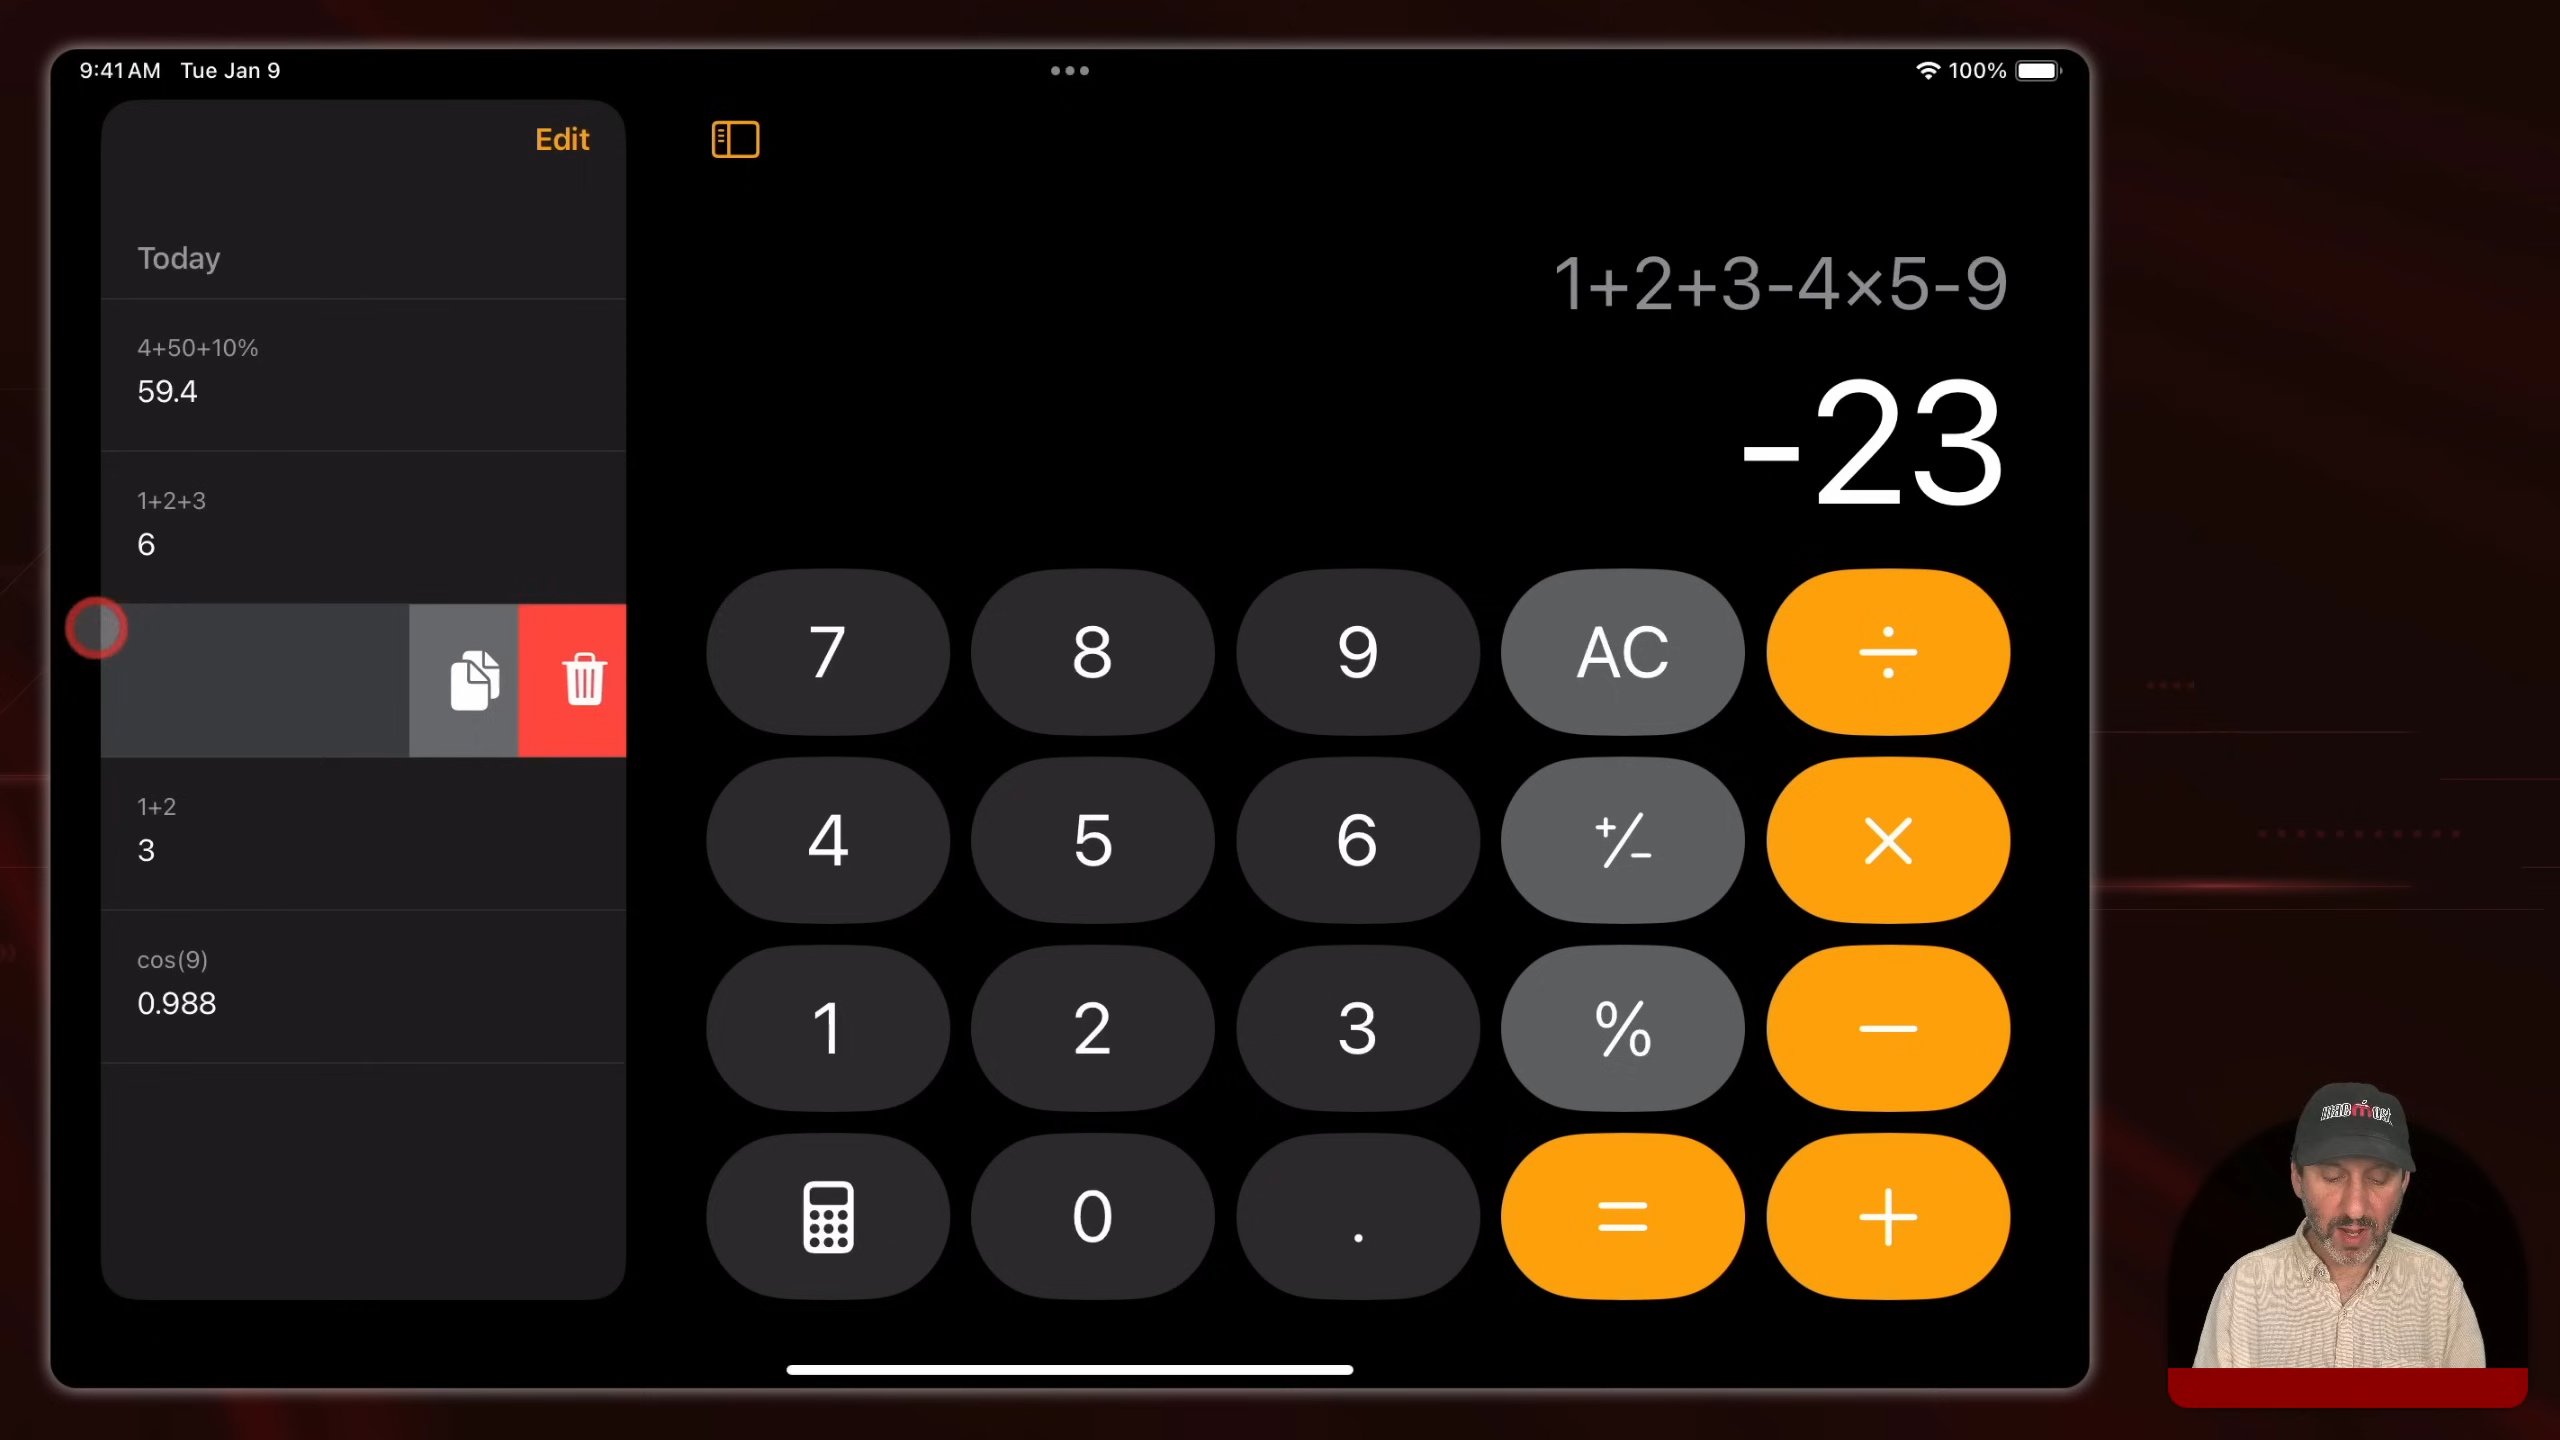 9:41 AM Tue Jan 9
100%
Edit
Today
4+50+10%
59.4
1+2+3
6
1+2
3
cos(9)
0.988
1+2+3-4×5-9
-23
7 8 9 AC ÷
4 5 6 +/- ×
1 2 3 % −
0 . = +
macmost